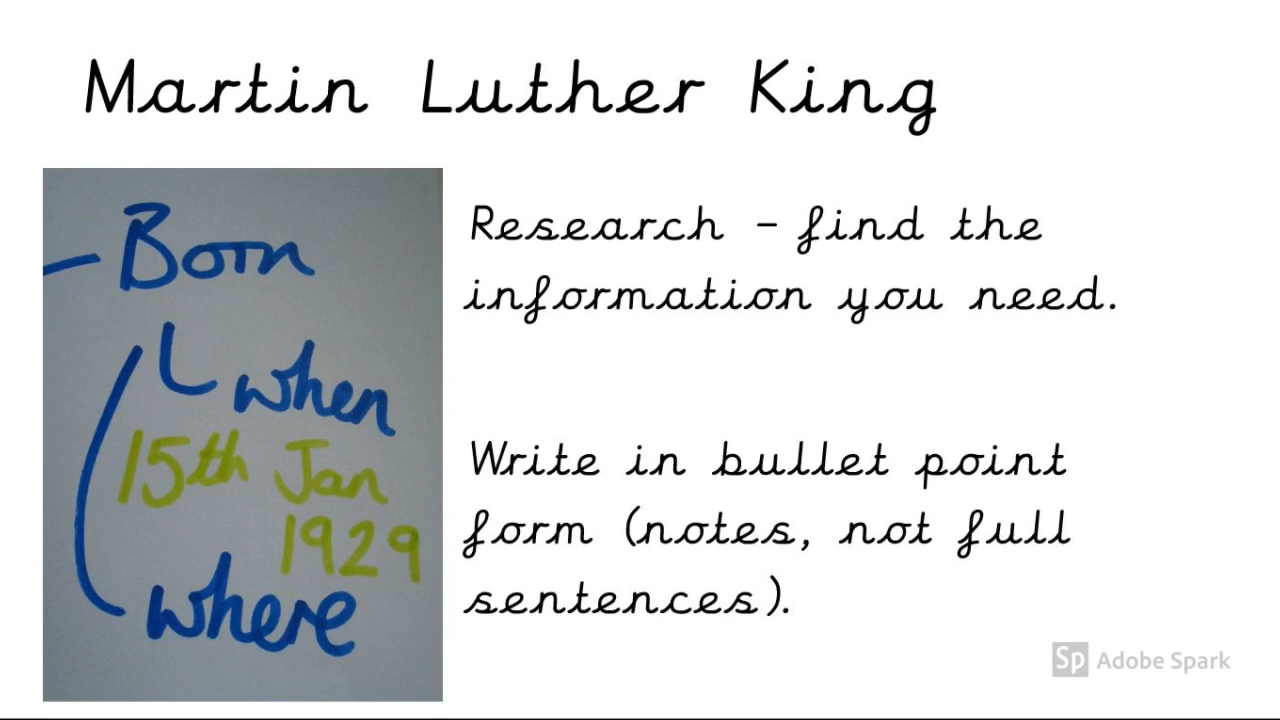 Martin Luther King
Born
when
15th Jan
1929
where
Research - find the
information you need.
Write in bullet point
form (notes, not full
sentences).
Sp Adobe Spark